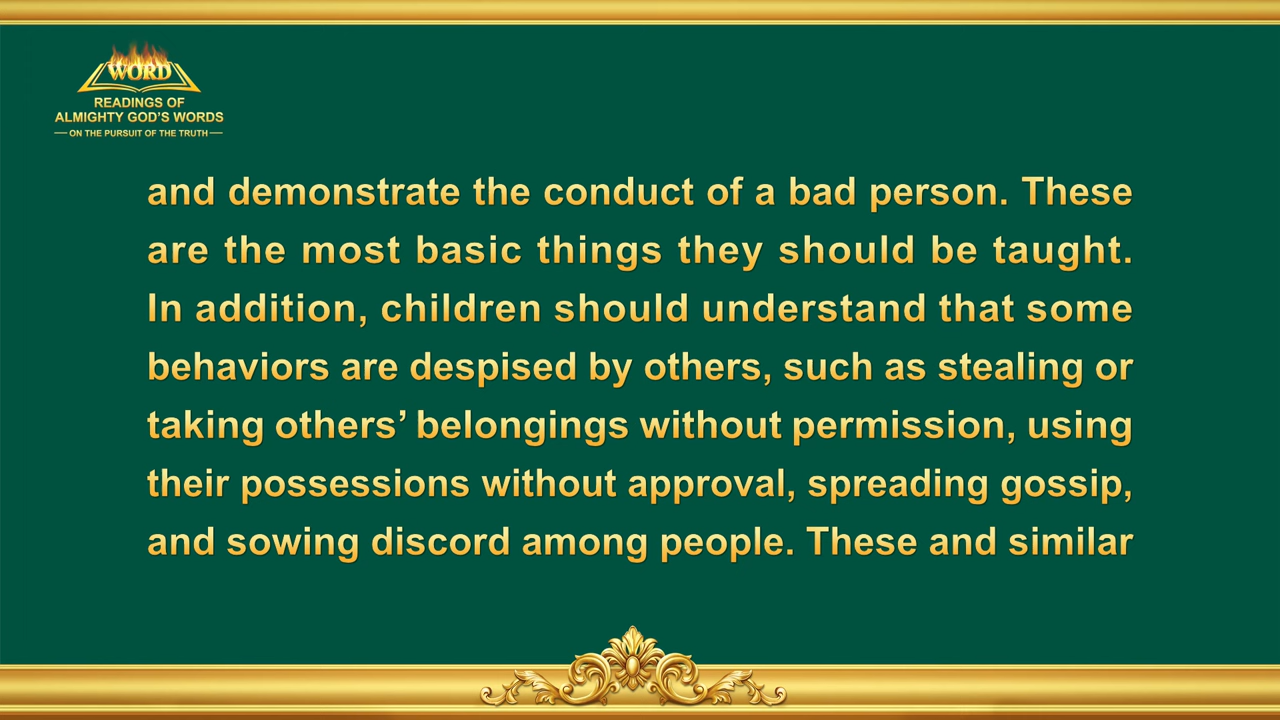 WORD
READINGS OF
ALMIGHTY GOD'S WORDS
ON THE PURSUIT OF THE TRUTH
and demonstrate the conduct of a bad person. These
are the most basic things they should be taught.
In addition, children should understand that some
behaviors are despised by others, such as stealing or
taking others’ belongings without permission, using
their possessions without approval, spreading gossip,
and sowing discord among people. These and similar